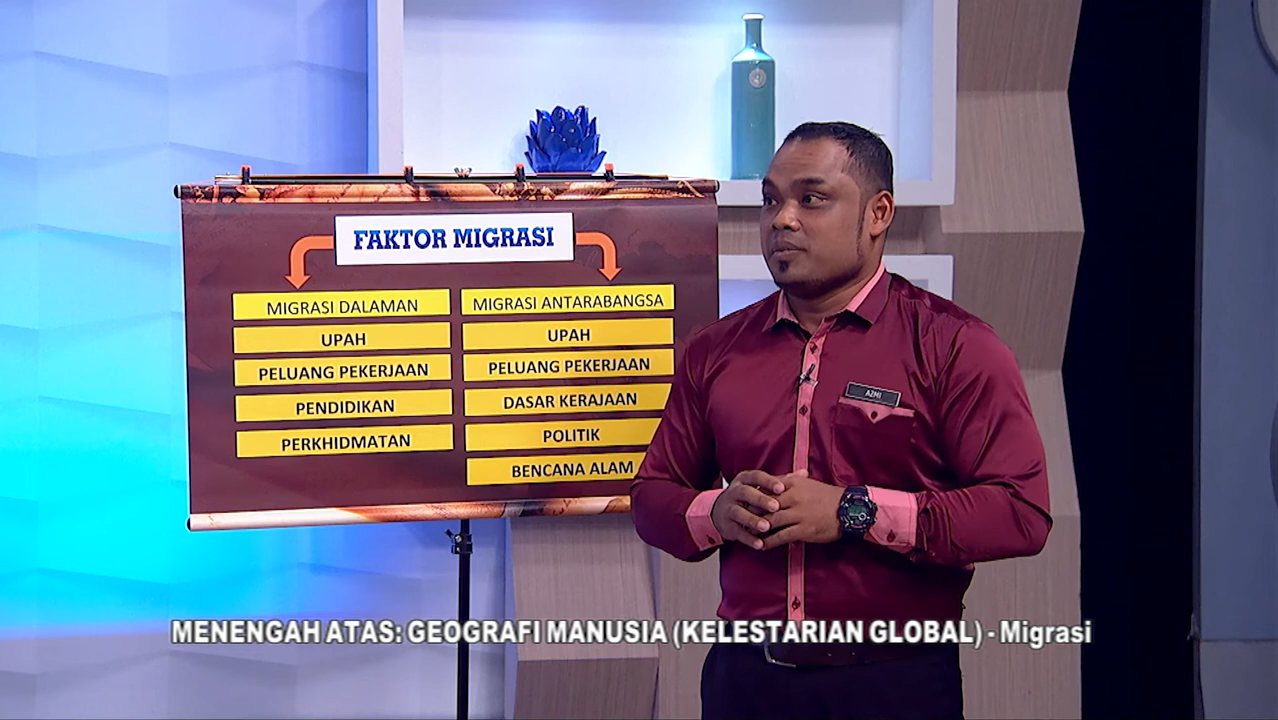 FAKTOR MIGRASI
MIGRASI DALAMAN
UPAH
PELUANG PEKERJAAN
PENDIDIKAN
PERKHIDMATAN
MIGRASI ANTARABANGSA
UPAH
PELUANG PEKERJAAN
DASAR KERAJAAN
POLITIK
BENCANA ALAM
AZMI
MENENGAH ATAS: GEOGRAFI MANUSIA (KELESTARIAN GLOBAL) - Migrasi